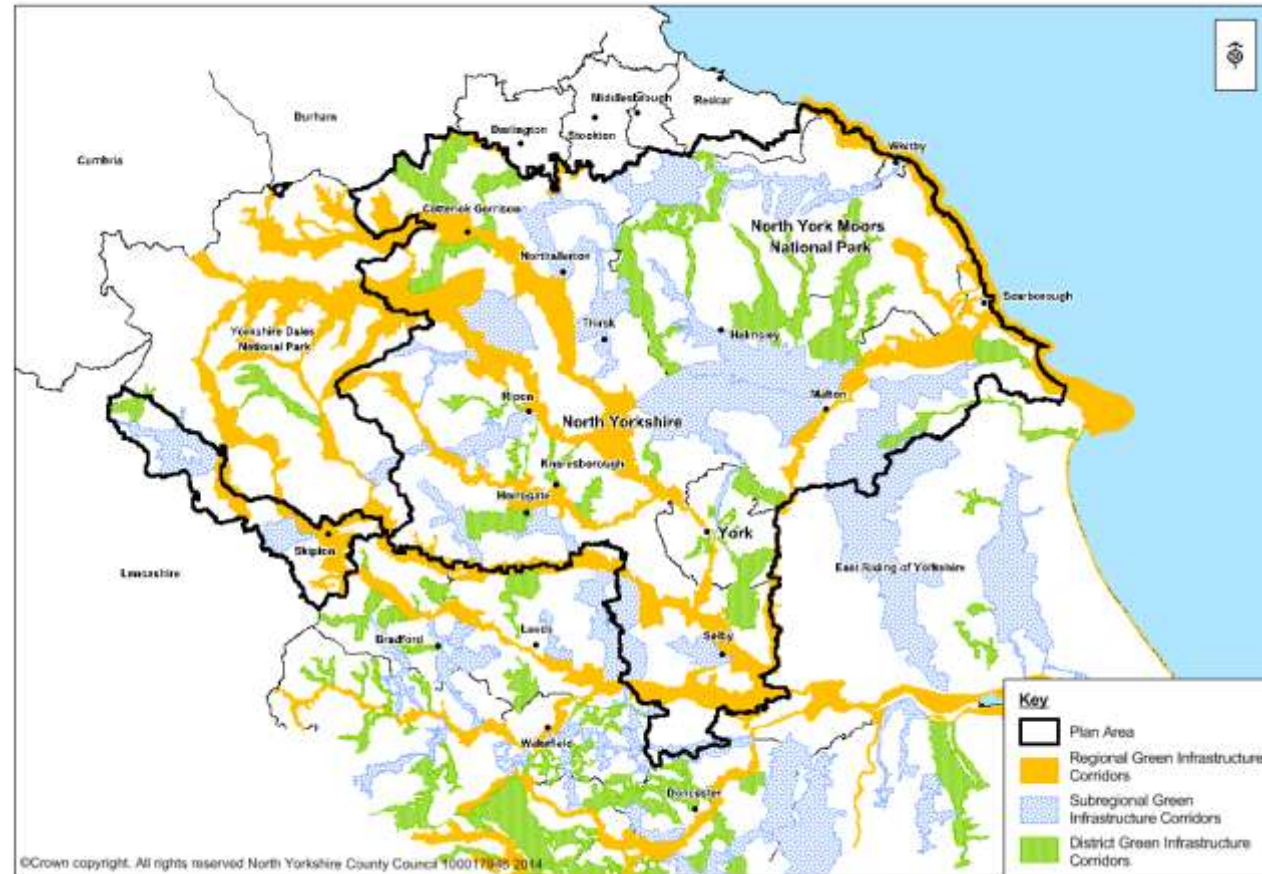 Redcar
Middlesbrough
Durham
Darlington
Stockton
Cumbria
Whitby
Catterick Garrison
North York Moors
National Park
Northallerton
Scarborough
Yorkshire Dales
National Park
Thirsk
Helmsley
Malton
Ripon
North Yorkshire
Knaresborough
Harrogate
York
Skipton
Lancashire
East Riding of Yorkshire
Bradford
Leeds
Selby
Wakefield
Doncaster
Key
Plan Area
Regional Green Infrastructure
Corridors
Subregional Green
Infrastructure Corridors
District Green Infrastructure
Corridors
©Crown copyright. All rights reserved North Yorkshire County Council 100017946 2014